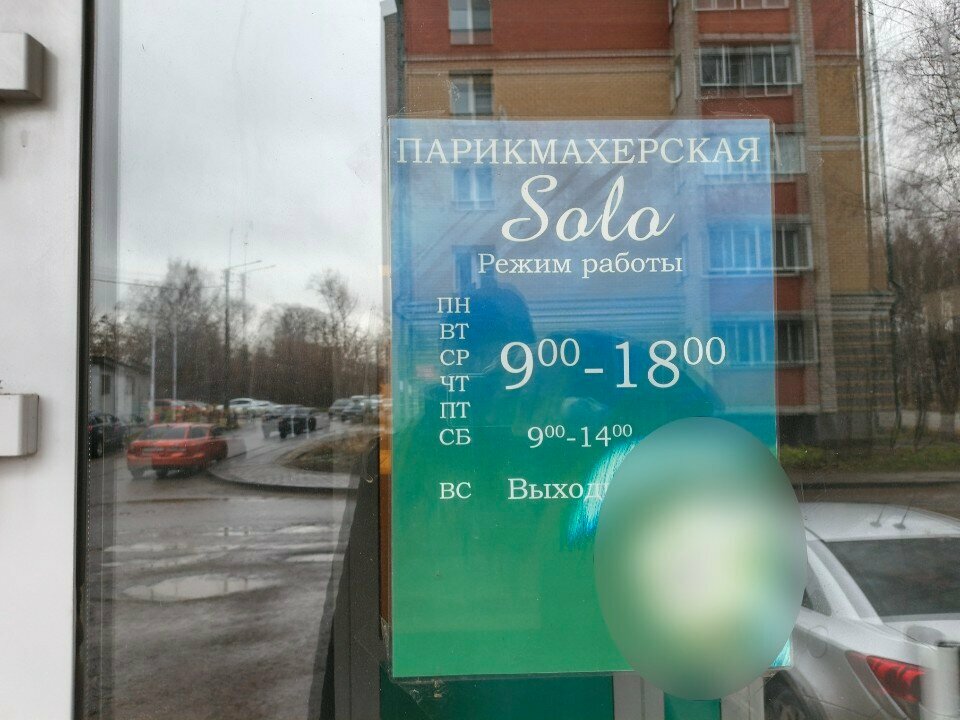 ПАРИКМАХЕРСКАЯ
Solo
Режим работы
ПН
ВТ
СР
ЧТ
ПТ
9⁰⁰-18⁰⁰
СБ 9⁰⁰-14⁰⁰
ВС